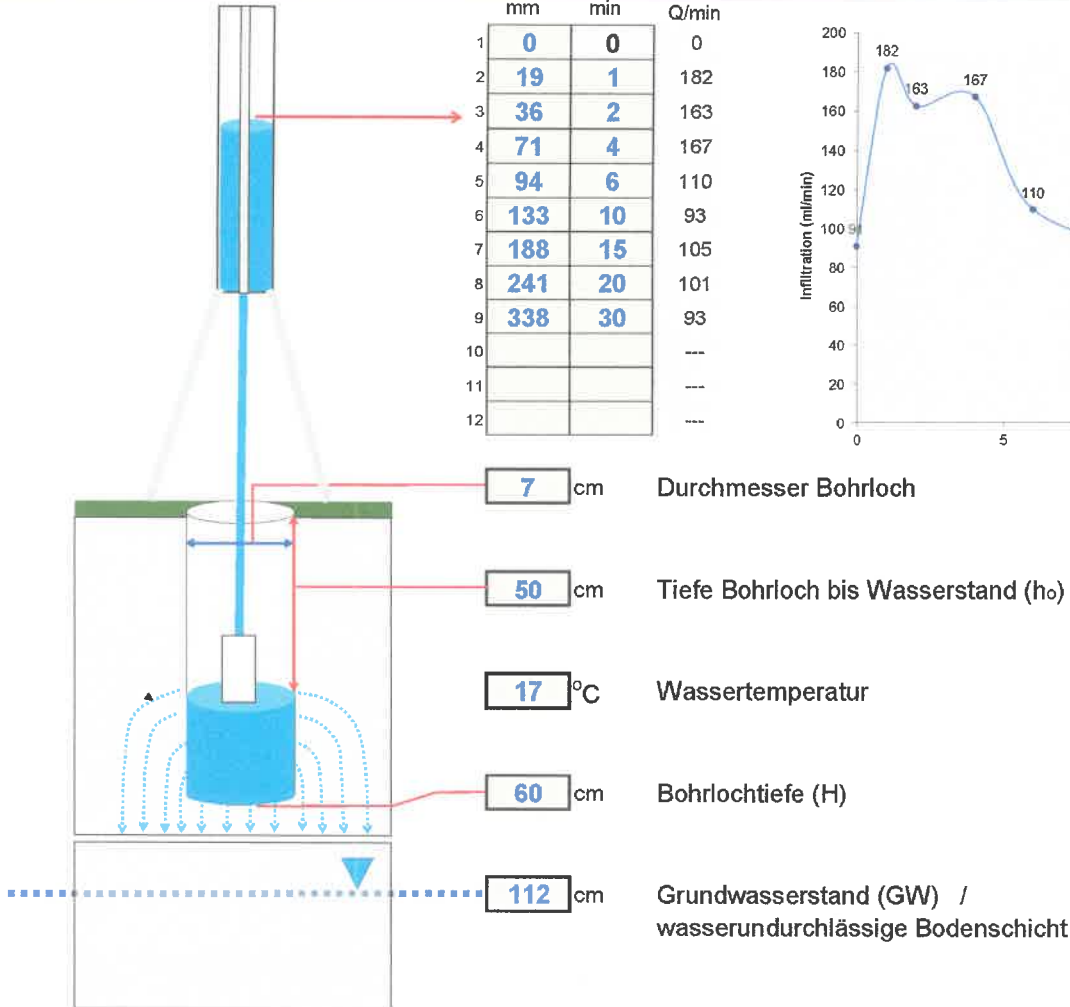 mm min Q/min
1 0 0 0
2 19 1 182
3 36 2 163
4 71 4 167
5 94 6 110
6 133 10 93
7 188 15 105
8 241 20 101
9 338 30 93
10 ---
11 ---
12 ---
Infiltration (ml/min)
200
180
160
140
120
100
80
60
40
20
0
0 5
182
163
167
110
91
7 cm Durchmesser Bohrloch
50 cm Tiefe Bohrloch bis Wasserstand (ho)
17 °C Wassertemperatur
60 cm Bohrlochtiefe (H)
112 cm Grundwasserstand (GW) /
wasserundurchlässige Bodenschicht